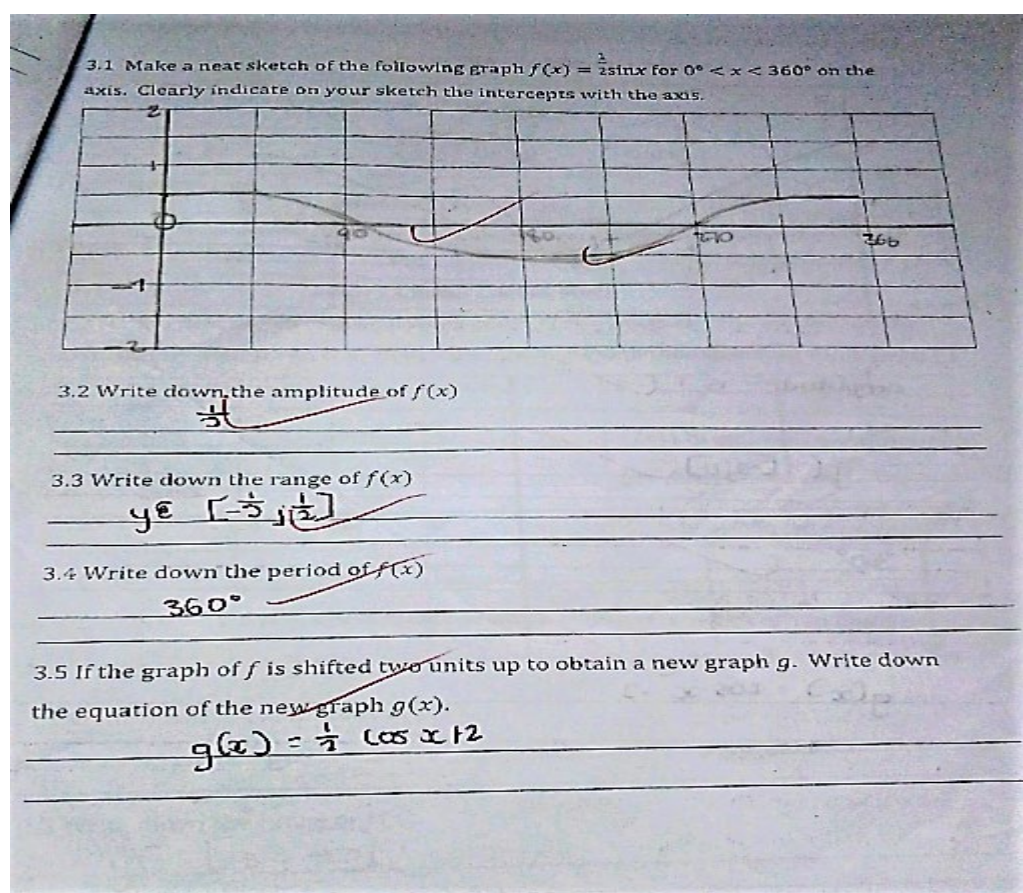 3.1 Make a neat sketch of the following graph f(x) = ½sinx for 0° < x < 360° on the
axis. Clearly indicate on your sketch the intercepts with the axis.
2
1
0
90 180 270 360
-1
-2
3.2 Write down the amplitude of f(x)
½
3.3 Write down the range of f(x)
y∈ [-½ ; ½]
3.4 Write down the period of f(x)
360°
3.5 If the graph of f is shifted two units up to obtain a new graph g. Write down
the equation of the new graph g(x).
g(x) = ½ cos x+2